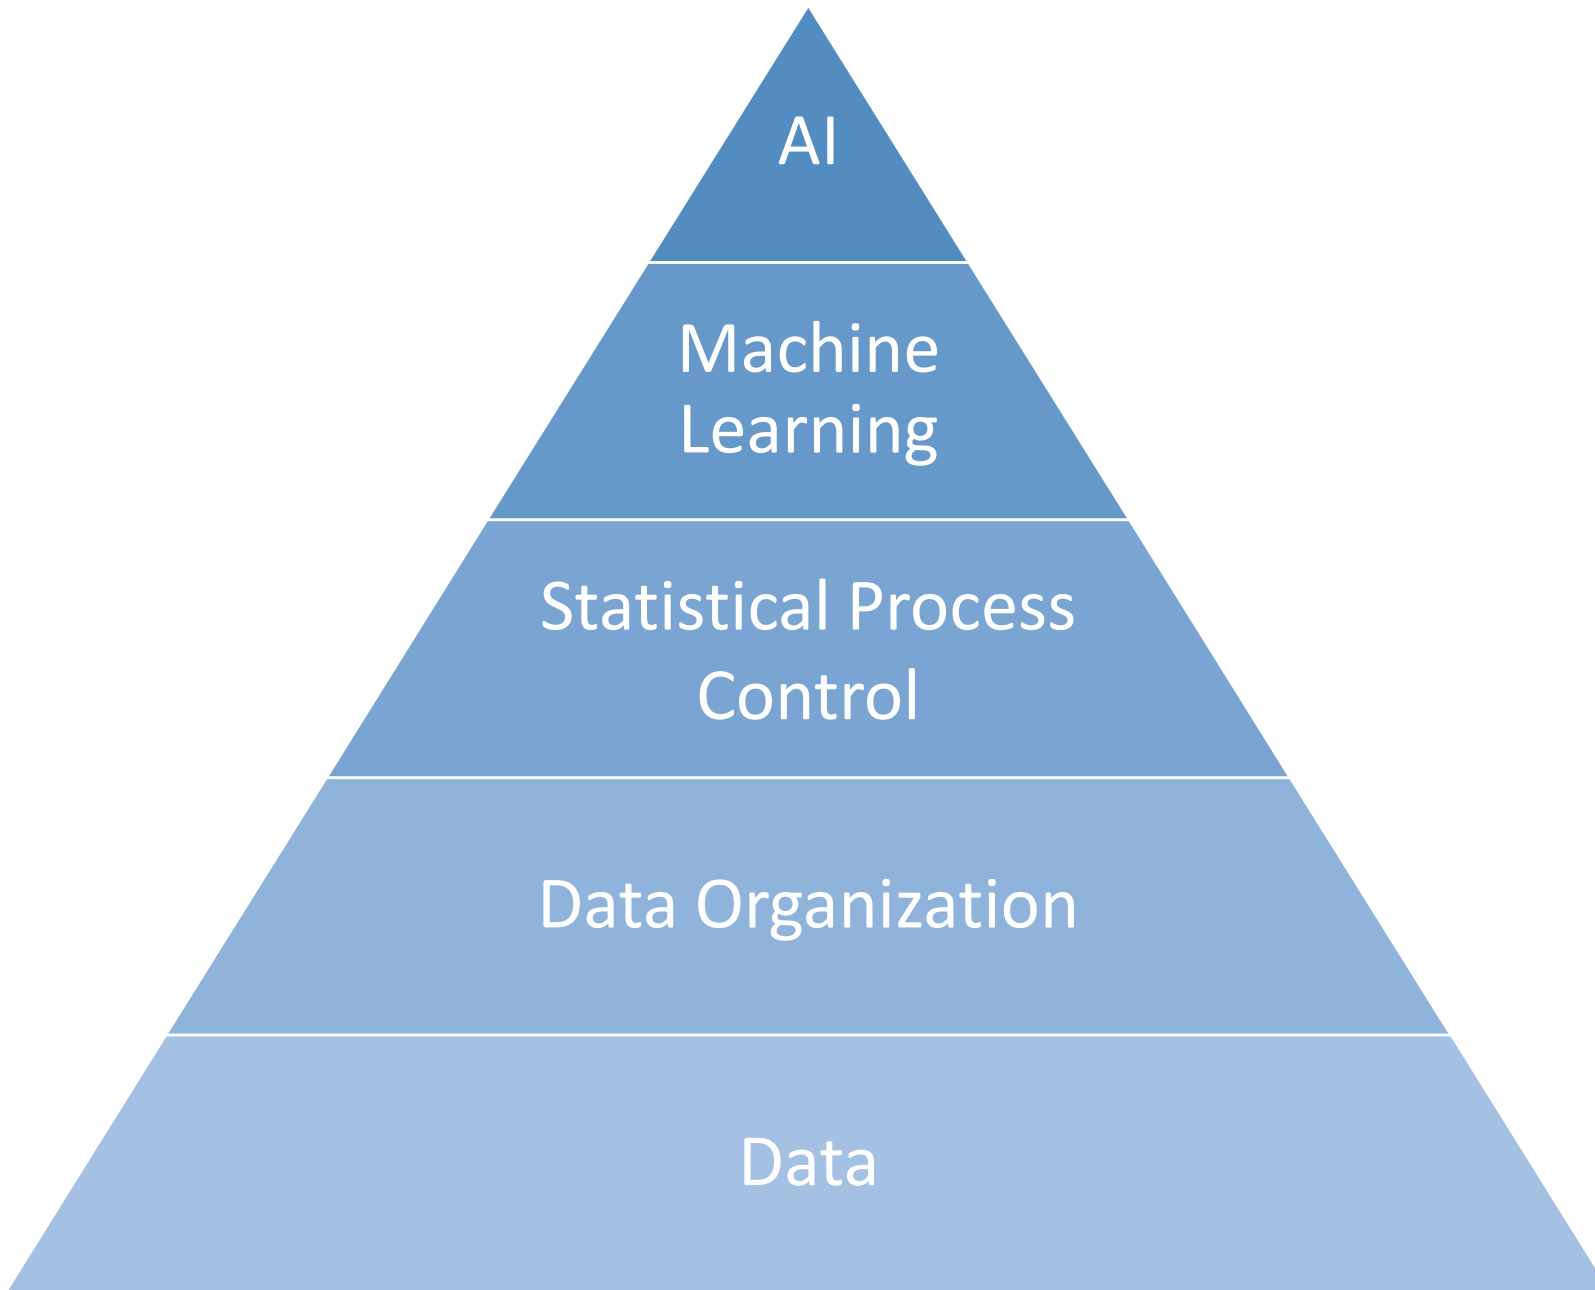 AI
Machine
Learning
Statistical Process
Control
Data Organization
Data